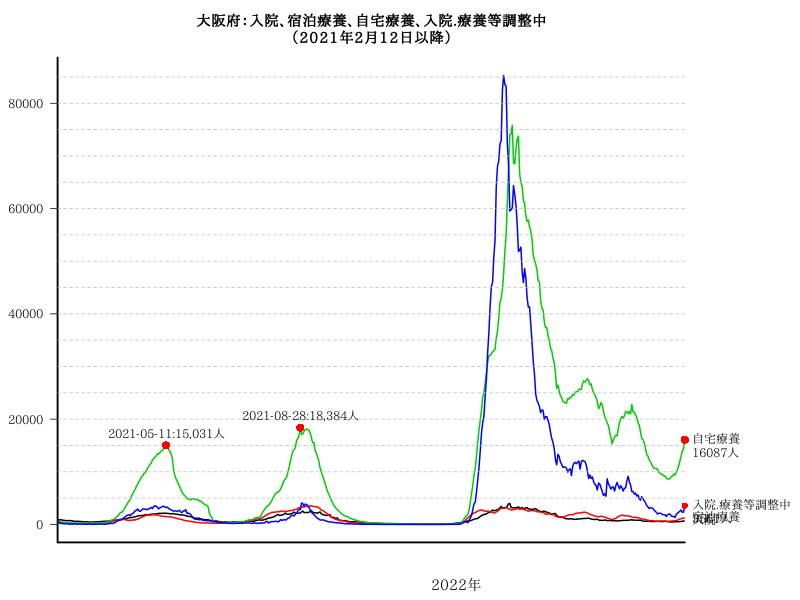 大阪府：入院、宿泊療養、自宅療養、入院.療養等調整中
（2021年2月12日以降）
80000
60000
40000
20000
0
2021-05-11:15,031人
2021-08-28:18,384人
自宅療養
16087人
入院.療養等調整中
宿泊療養
2022年